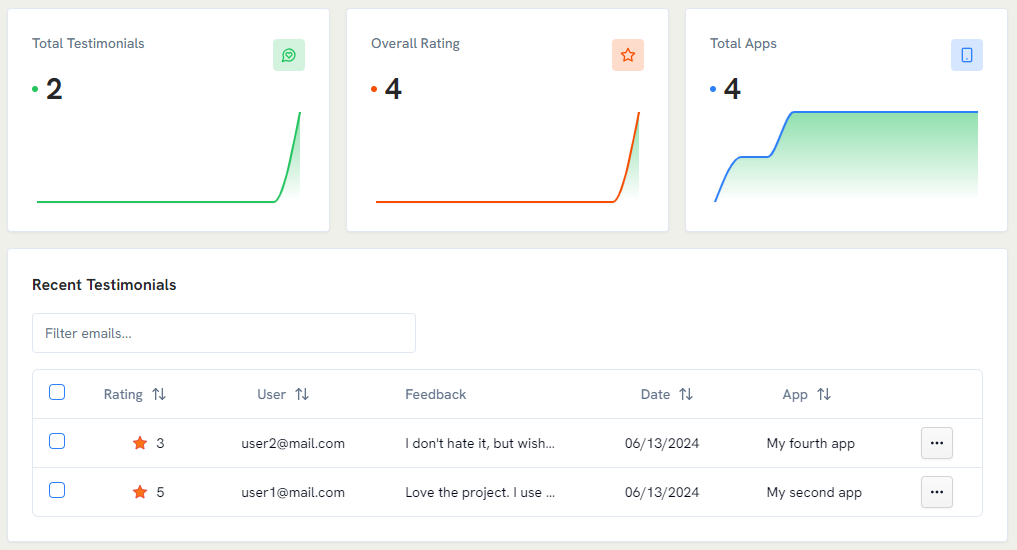 Total Testimonials
2
Overall Rating
4
Total Apps
4
Recent Testimonials
Filter emails...
Rating User Feedback Date App
3 user2@mail.com I don't hate it, but wish... 06/13/2024 My fourth app
5 user1@mail.com Love the project. I use ... 06/13/2024 My second app